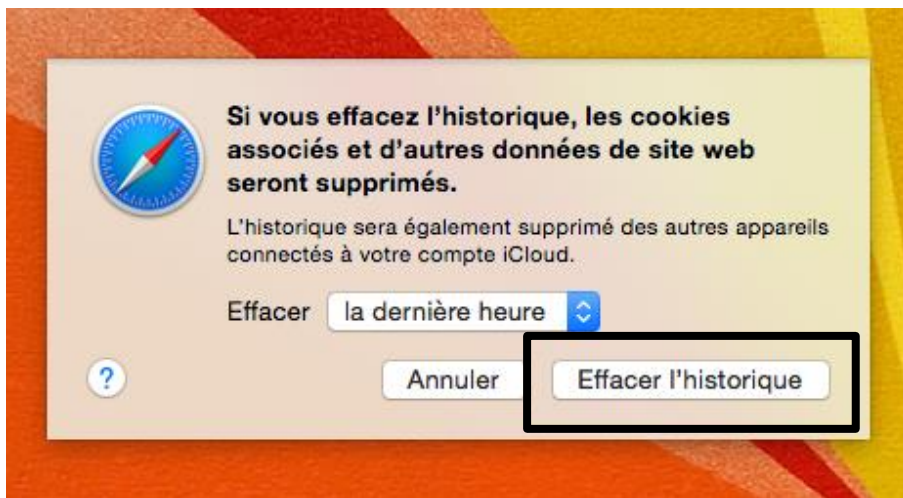 Si vous effacez l'historique, les cookies
associés et d'autres données de site web
seront supprimés.
L'historique sera également supprimé des autres appareils
connectés à votre compte iCloud.
Effacer la dernière heure
? Annuler Effacer l'historique